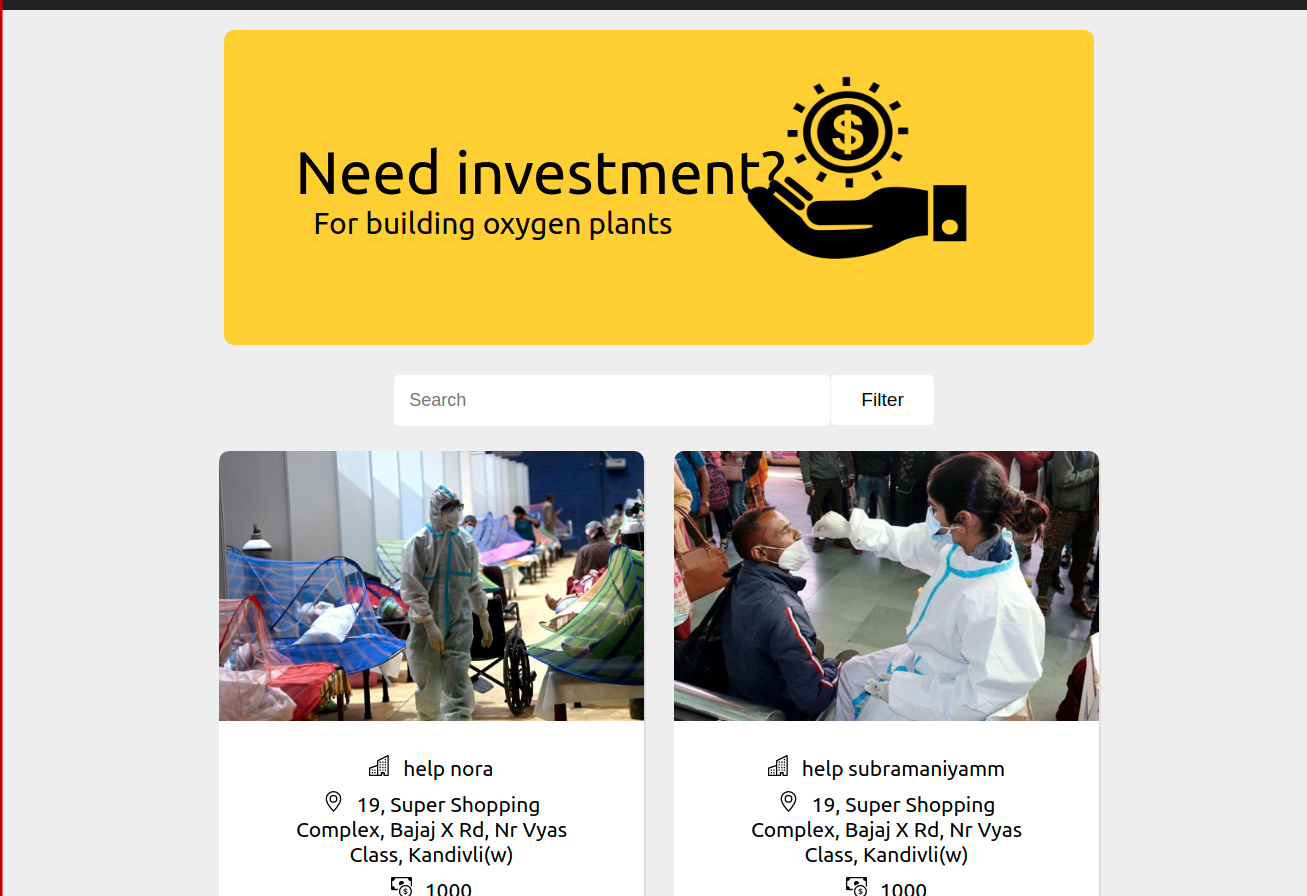 $
Need investment?
For building oxygen plants
Search
Filter
help nora
19, Super Shopping
Complex, Bajaj X Rd, Nr Vyas
Class, Kandivli(w)
1000
help subramaniyamm
19, Super Shopping
Complex, Bajaj X Rd, Nr Vyas
Class, Kandivli(w)
1000